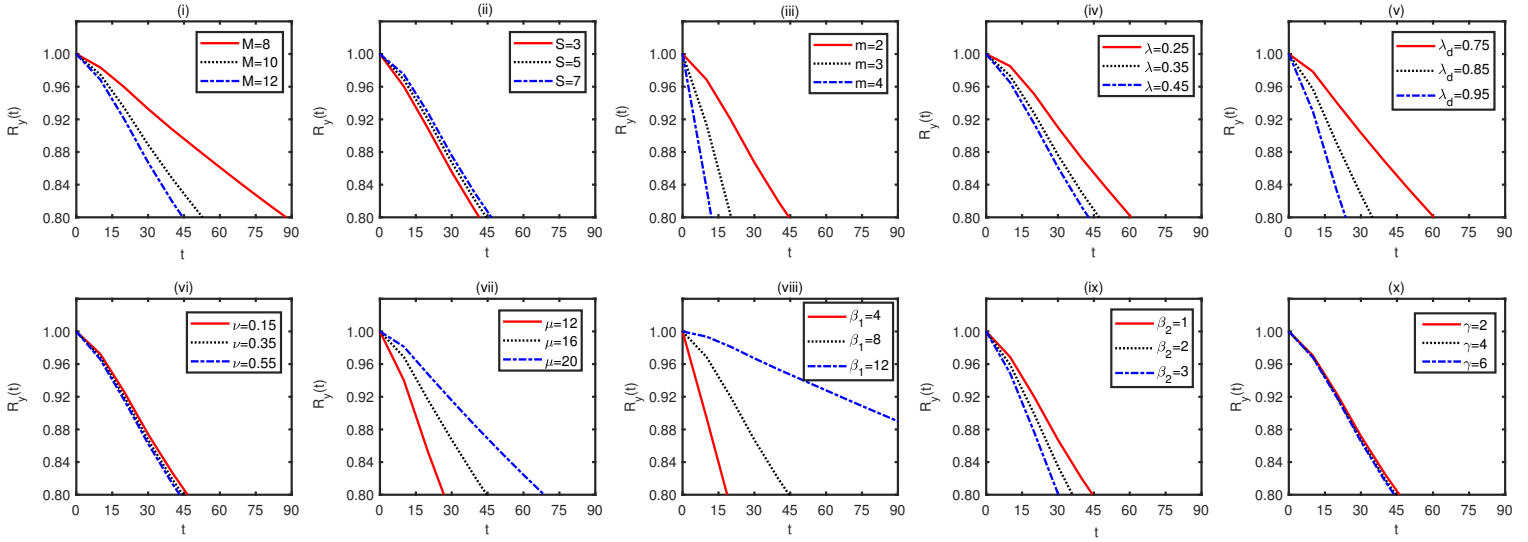 (i)
1.00
0.96
0.92
0.88
0.84
0.80
R_y(t)
0 15 30 45 60 75 90
t
M=8
M=10
M=12
(ii)
1.00
0.96
0.92
0.88
0.84
0.80
R_y(t)
0 15 30 45 60 75 90
t
S=3
S=5
S=7
(iii)
1.00
0.96
0.92
0.88
0.84
0.80
R_y(t)
0 15 30 45 60 75 90
t
m=2
m=3
m=4
(iv)
1.00
0.96
0.92
0.88
0.84
0.80
R_y(t)
0 15 30 45 60 75 90
t
λ=0.25
λ=0.35
λ=0.45
(v)
1.00
0.96
0.92
0.88
0.84
0.80
R_y(t)
0 15 30 45 60 75 90
t
λ_d=0.75
λ_d=0.85
λ_d=0.95
(vi)
1.00
0.96
0.92
0.88
0.84
0.80
R_y(t)
0 15 30 45 60 75 90
t
ν=0.15
ν=0.35
ν=0.55
(vii)
1.00
0.96
0.92
0.88
0.84
0.80
R_y(t)
0 15 30 45 60 75 90
t
μ=12
μ=16
μ=20
(viii)
1.00
0.96
0.92
0.88
0.84
0.80
R_y(t)
0 15 30 45 60 75 90
t
β_1=4
β_1=8
β_1=12
(ix)
1.00
0.96
0.92
0.88
0.84
0.80
R_y(t)
0 15 30 45 60 75 90
t
β_2=1
β_2=2
β_2=3
(x)
1.00
0.96
0.92
0.88
0.84
0.80
R_y(t)
0 15 30 45 60 75 90
t
γ=2
γ=4
γ=6